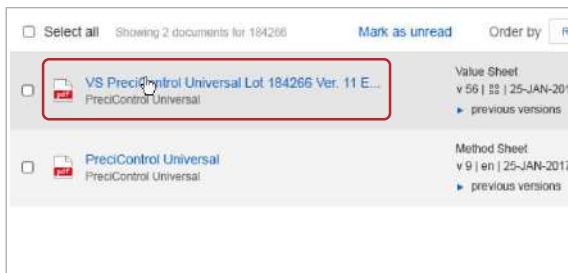 Select all Showing 2 documents for 184266 Mark as unread Order by R
VS PreciControl Universal Lot 184266 Ver. 11 E...
PreciControl Universal
Value Sheet
v 56 | 25-JAN-201
previous versions
PreciControl Universal
PreciControl Universal
Method Sheet
v 9 | en | 25-JAN-2017
previous versions
pdf
pdf